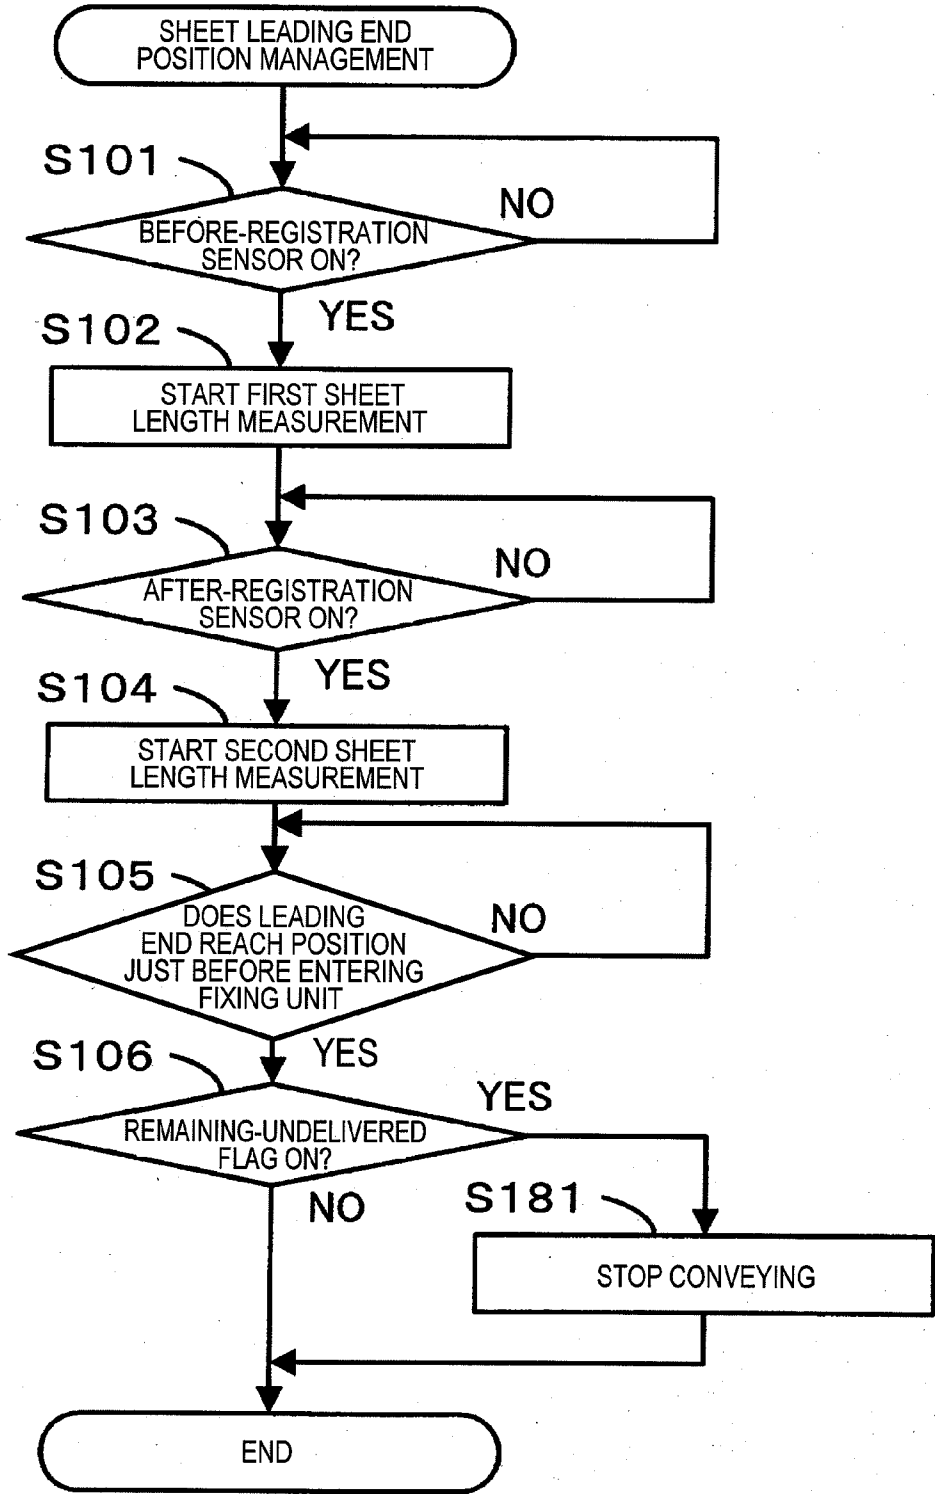 SHEET LEADING END
POSITION MANAGEMENT
S101
NO
BEFORE-REGISTRATION
SENSOR ON?
YES
S102
START FIRST SHEET
LENGTH MEASUREMENT
S103
NO
AFTER-REGISTRATION
SENSOR ON?
YES
S104
START SECOND SHEET
LENGTH MEASUREMENT
S105
NO
DOES LEADING
END REACH POSITION
JUST BEFORE ENTERING
FIXING UNIT
YES
S106
YES
REMAINING-UNDELIVERED
FLAG ON?
NO
S181
STOP CONVEYING
END